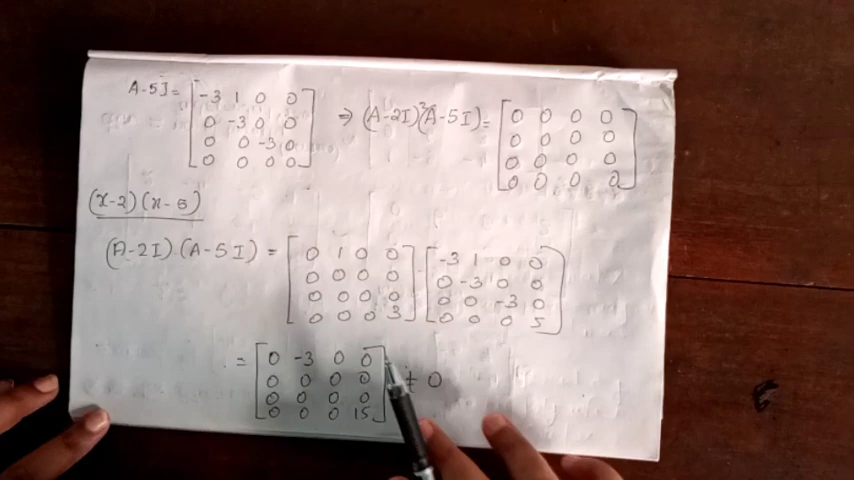 A-5I = [ -3 1 0 0 ; 0 -3 0 0 ; 0 0 -3 0 ; 0 0 0 0 ] ⇒ (A-2I)²(A-5I) = [ 0 0 0 0 ; 0 0 0 0 ; 0 0 0 0 ; 0 0 0 0 ]
(x-2)(x-5)
(A-2I).(A-5I) = [ 0 1 0 0 ; 0 0 0 0 ; 0 0 0 0 ; 0 0 0 3 ] . [ -3 1 0 0 ; 0 -3 0 0 ; 0 0 -3 0 ; 0 0 0 5 ]
= [ 0 -3 0 0 ; 0 0 0 0 ; 0 0 0 0 ; 0 0 0 15 ] ≠ 0